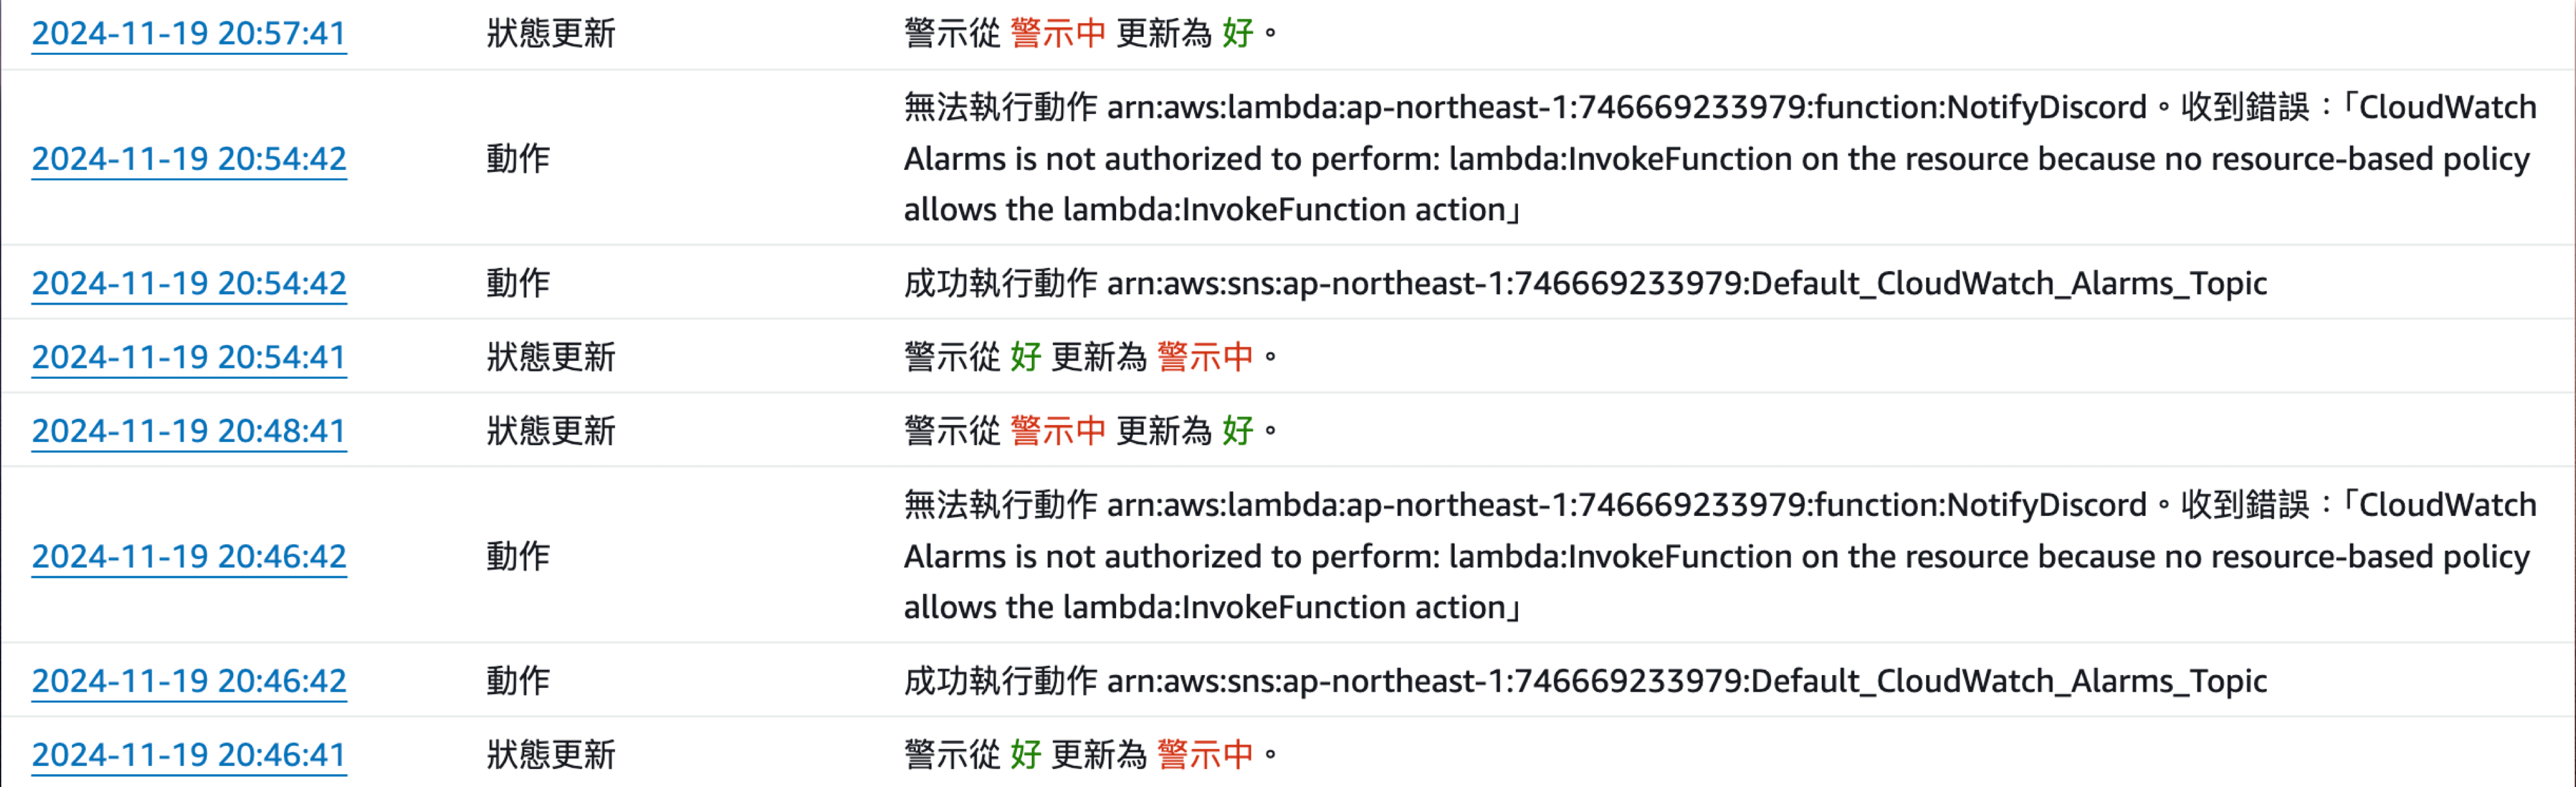 2024-11-19 20:57:41 狀態更新 警示從 警示中 更新為 好。
無法執行動作 arn:aws:lambda:ap-northeast-1:746669233979:function:NotifyDiscord。收到錯誤：「CloudWatch
2024-11-19 20:54:42 動作 Alarms is not authorized to perform: lambda:InvokeFunction on the resource because no resource-based policy
allows the lambda:InvokeFunction action」
2024-11-19 20:54:42 動作 成功執行動作 arn:aws:sns:ap-northeast-1:746669233979:Default_CloudWatch_Alarms_Topic
2024-11-19 20:54:41 狀態更新 警示從 好 更新為 警示中。
2024-11-19 20:48:41 狀態更新 警示從 警示中 更新為 好。
無法執行動作 arn:aws:lambda:ap-northeast-1:746669233979:function:NotifyDiscord。收到錯誤：「CloudWatch
2024-11-19 20:46:42 動作 Alarms is not authorized to perform: lambda:InvokeFunction on the resource because no resource-based policy
allows the lambda:InvokeFunction action」
2024-11-19 20:46:42 動作 成功執行動作 arn:aws:sns:ap-northeast-1:746669233979:Default_CloudWatch_Alarms_Topic
2024-11-19 20:46:41 狀態更新 警示從 好 更新為 警示中。